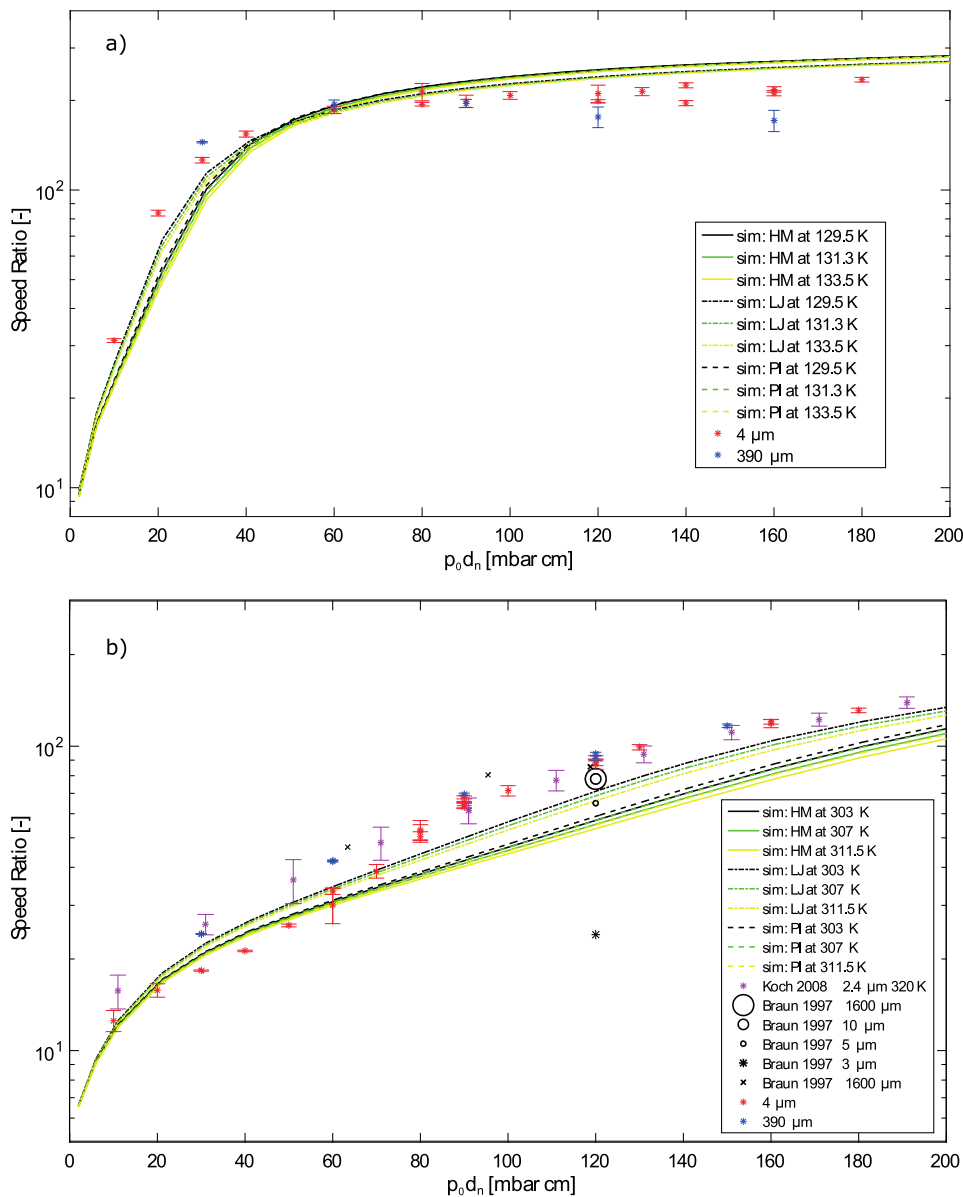 a)
Speed Ratio [-]
10²
10¹
sim: HM at 129.5 K
sim: HM at 131.3 K
sim: HM at 133.5 K
sim: LJ at 129.5 K
sim: LJ at 131.3 K
sim: LJ at 133.5 K
sim: PI at 129.5 K
sim: PI at 131.3 K
sim: PI at 133.5 K
4 µm
390 µm
0 20 40 60 80 100 120 140 160 180 200
p₀dₙ [mbar cm]
b)
Speed Ratio [-]
10²
10¹
sim: HM at 303 K
sim: HM at 307 K
sim: HM at 311.5 K
sim: LJ at 303 K
sim: LJ at 307 K
sim: LJ at 311.5 K
sim: PI at 303 K
sim: PI at 307 K
sim: PI at 311.5 K
Koch 2008 2.4 µm 320 K
Braun 1997 1600 µm
Braun 1997 10 µm
Braun 1997 5 µm
Braun 1997 3 µm
Braun 1997 1600 µm
4 µm
390 µm
0 20 40 60 80 100 120 140 160 180 200
p₀dₙ [mbar cm]